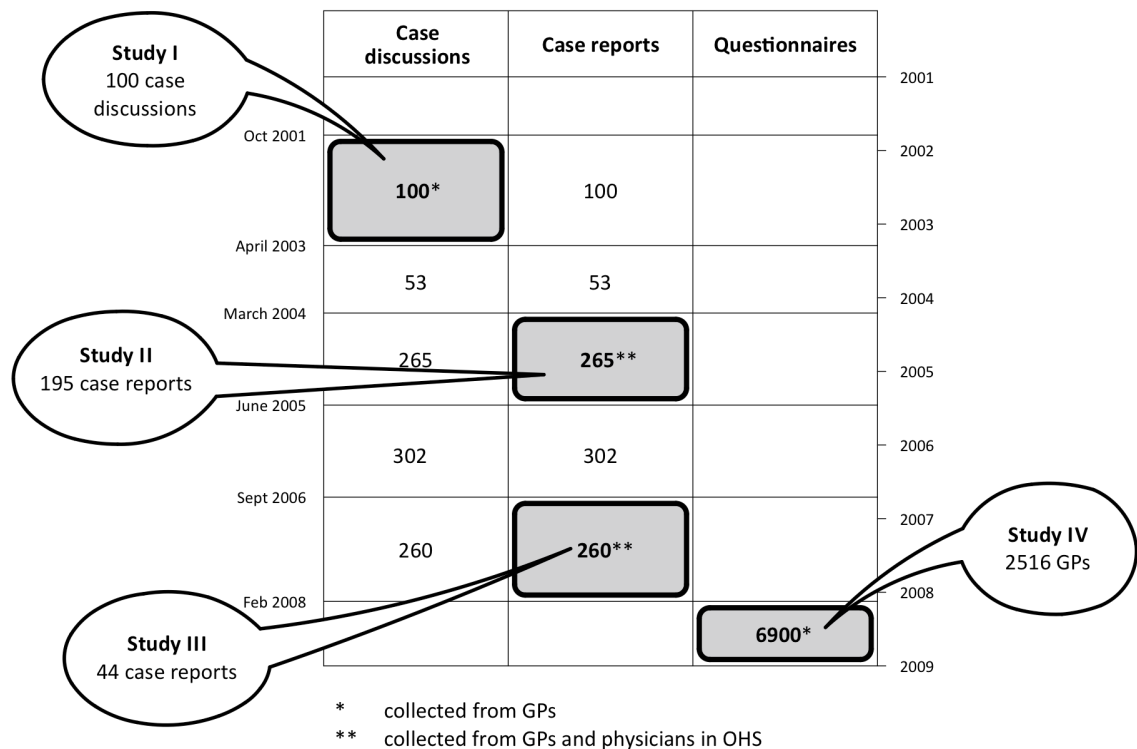 Case discussions
Case reports
Questionnaires
Study I
100 case
discussions
2001
Oct 2001
2002
100*
100
2003
April 2003
53
53
2004
March 2004
Study II
195 case reports
265
265**
2005
June 2005
302
302
2006
Sept 2006
2007
260
260**
Study IV
2516 GPs
2008
Feb 2008
6900*
Study III
44 case reports
2009
* collected from GPs
** collected from GPs and physicians in OHS